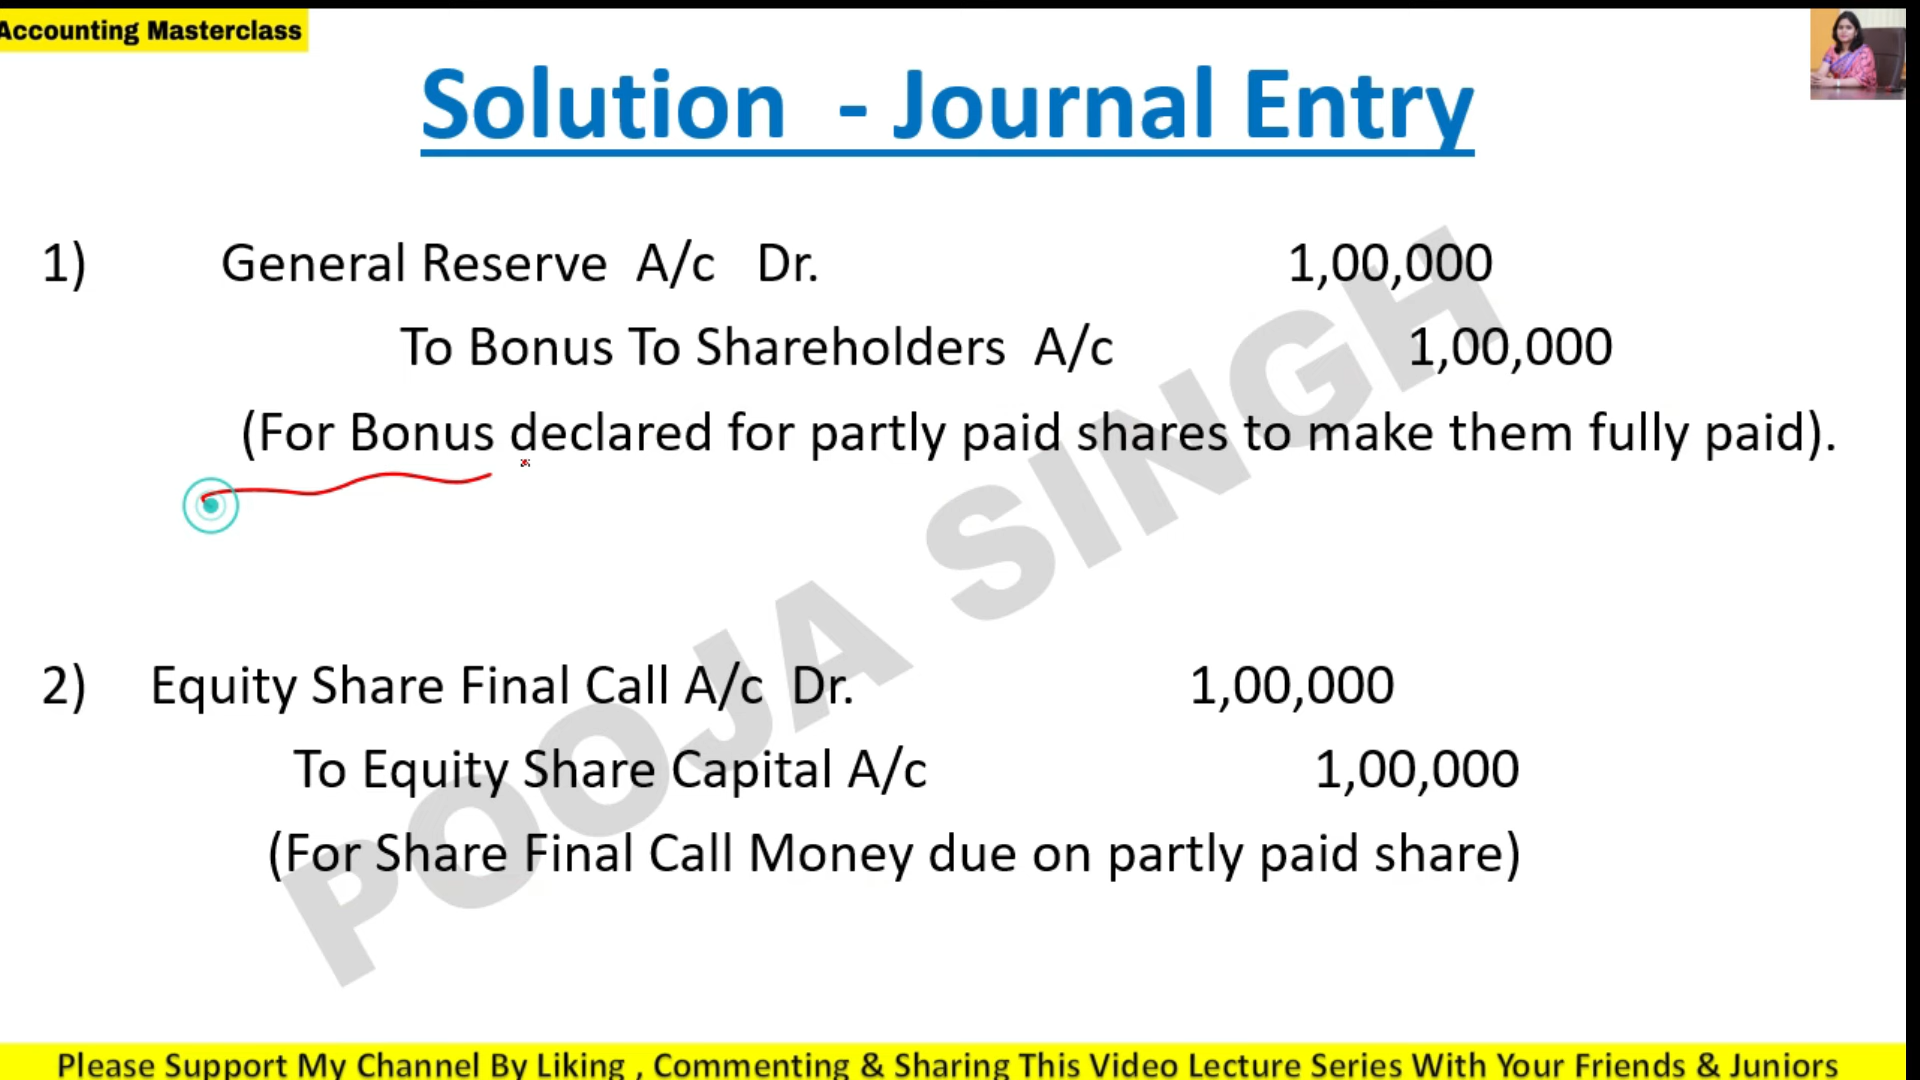 Accounting Masterclass
Solution - Journal Entry
1) General Reserve A/c Dr. 1,00,000
To Bonus To Shareholders A/c 1,00,000
(For Bonus declared for partly paid shares to make them fully paid).
2) Equity Share Final Call A/c Dr. 1,00,000
To Equity Share Capital A/c 1,00,000
(For Share Final Call Money due on partly paid share)
POOJA SINGH
Please Support My Channel By Liking , Commenting & Sharing This Video Lecture Series With Your Friends & Juniors